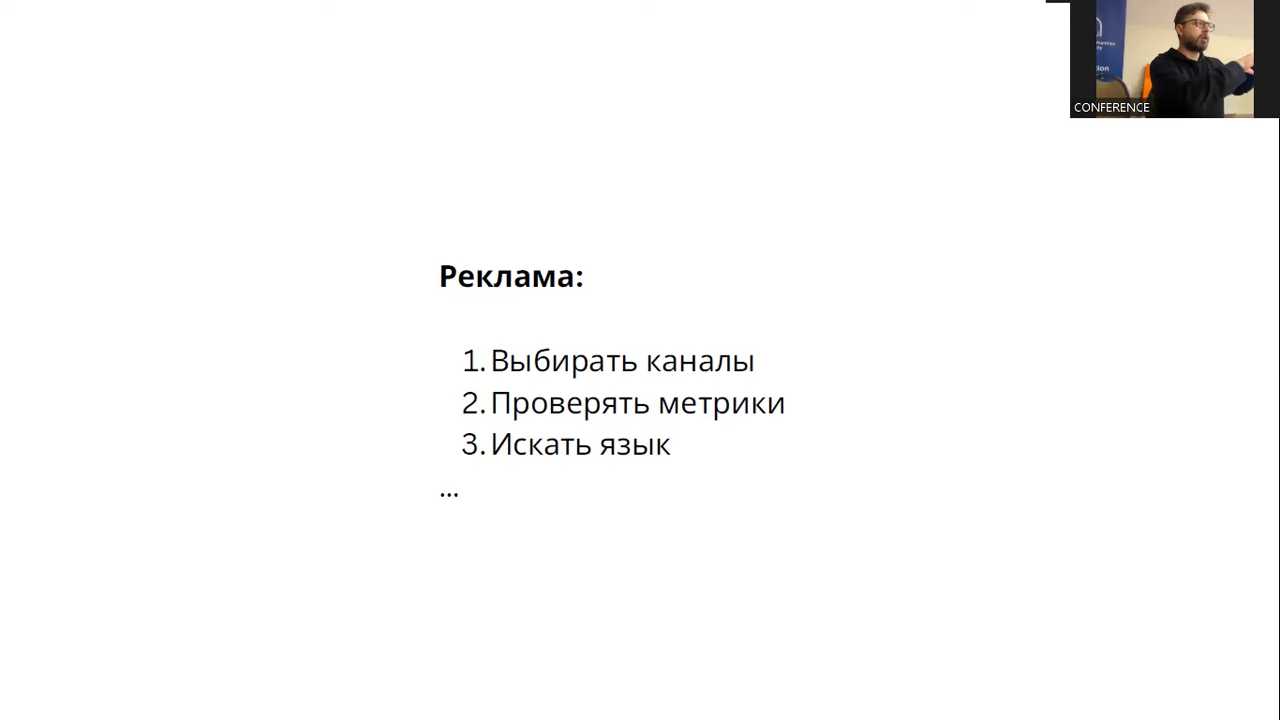 CONFERENCE
Реклама:
1. Выбирать каналы
2. Проверять метрики
3. Искать язык
...